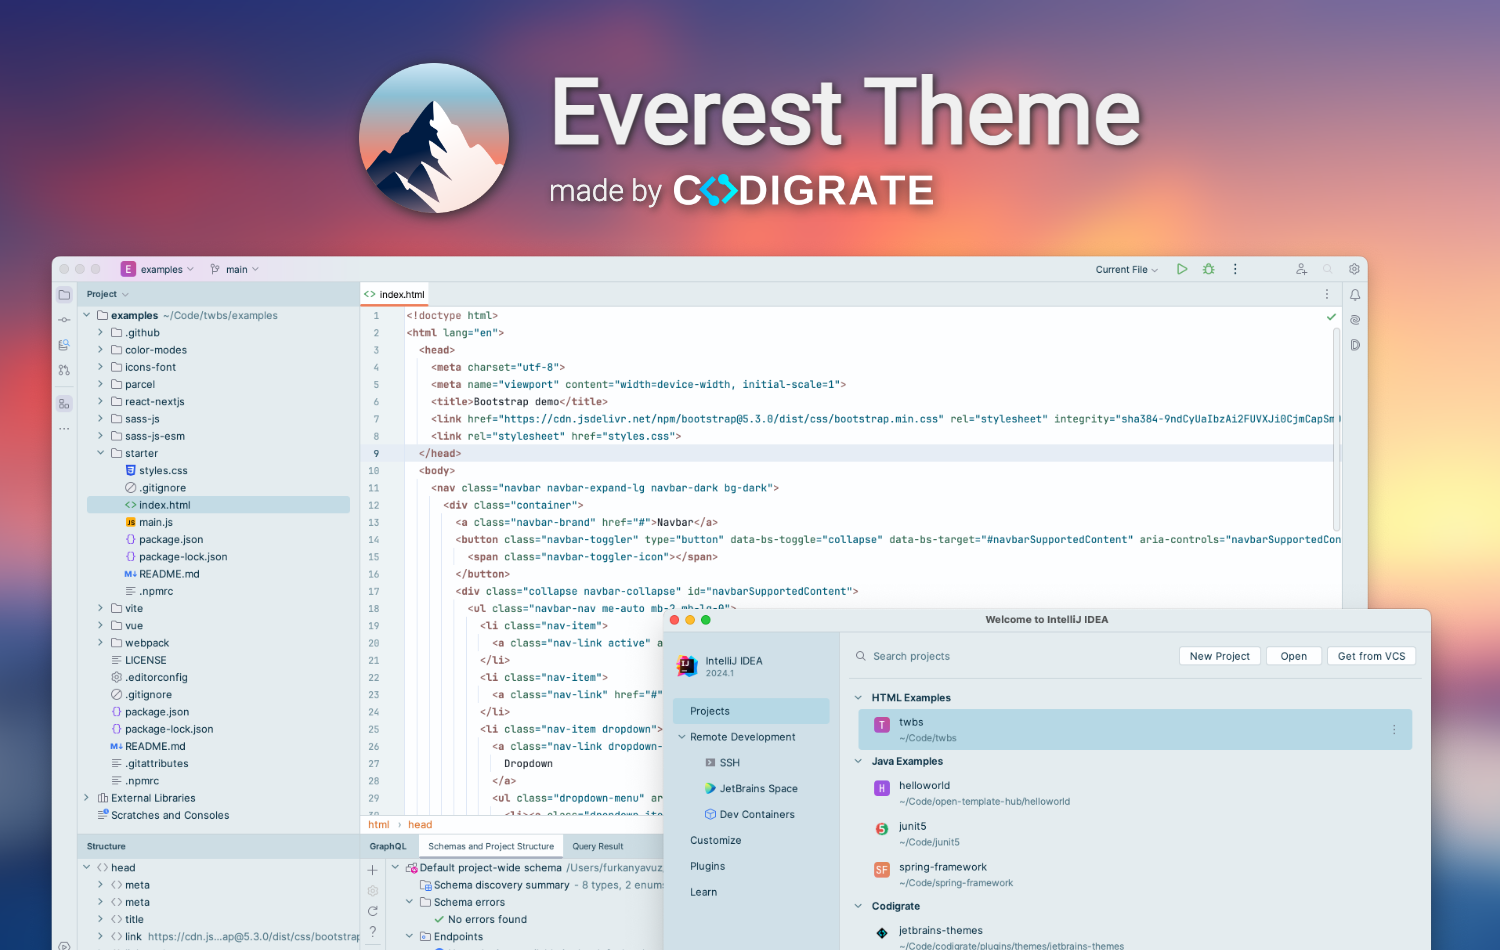 Everest Theme
made by CODIGRATE
E examples main
Current File
Project
examples ~/Code/twbs/examples
.github
color-modes
icons-font
parcel
react-nextjs
sass-js
sass-js-esm
starter
styles.css
.gitignore
index.html
main.js
package.json
package-lock.json
README.md
.npmrc
vite
vue
webpack
LICENSE
.editorconfig
.gitignore
package.json
package-lock.json
README.md
.gitattributes
.npmrc
External Libraries
Scratches and Consoles
Structure
head
meta
meta
title
link https://cdn.js...ap@5.3.0/dist/css/bootstrap
index.html
1 <!doctype html>
2 <html lang="en">
3 <head>
4 <meta charset="utf-8">
5 <meta name="viewport" content="width=device-width, initial-scale=1">
6 <title>Bootstrap demo</title>
7 <link href="https://cdn.jsdelivr.net/npm/bootstrap@5.3.0/dist/css/bootstrap.min.css" rel="stylesheet" integrity="sha384-9ndCyUaIbzAi2FUVXJi0CjmCapSm
8 <link rel="stylesheet" href="styles.css">
9 </head>
10 <body>
11 <nav class="navbar navbar-expand-lg navbar-dark bg-dark">
12 <div class="container">
13 <a class="navbar-brand" href="#">Navbar</a>
14 <button class="navbar-toggler" type="button" data-bs-toggle="collapse" data-bs-target="#navbarSupportedContent" aria-controls="navbarSupportedCon
15 <span class="navbar-toggler-icon"></span>
16 </button>
17 <div class="collapse navbar-collapse" id="navbarSupportedContent">
18 <ul class="navbar-nav me-auto mb-2 mb-lg-0">
19 <li class="nav-item">
20 <a class="nav-link active" a
21 </li>
22 <li class="nav-item">
23 <a class="nav-link" href="#"
24 </li>
25 <li class="nav-item dropdown">
26 <a class="nav-link dropdown-
27 Dropdown
28 </a>
29 <ul class="dropdown-menu" ar
30 <li><a class="dropdown-ite
html › head
GraphQL Schemas and Project Structure Query Result
Default project-wide schema /Users/furkanyavuz
Schema discovery summary - 8 types, 2 enums
Schema errors
No errors found
Endpoints
Welcome to IntelliJ IDEA
IntelliJ IDEA
2024.1
Projects
Remote Development
SSH
JetBrains Space
Dev Containers
Customize
Plugins
Learn
Search projects
New Project Open Get from VCS
HTML Examples
T twbs
~/Code/twbs
Java Examples
H helloworld
~/Code/open-template-hub/helloworld
junit5
~/Code/junit5
SF spring-framework
~/Code/spring-framework
Codigrate
jetbrains-themes
~/Code/codigrate/plugins/themes/jetbrains-themes